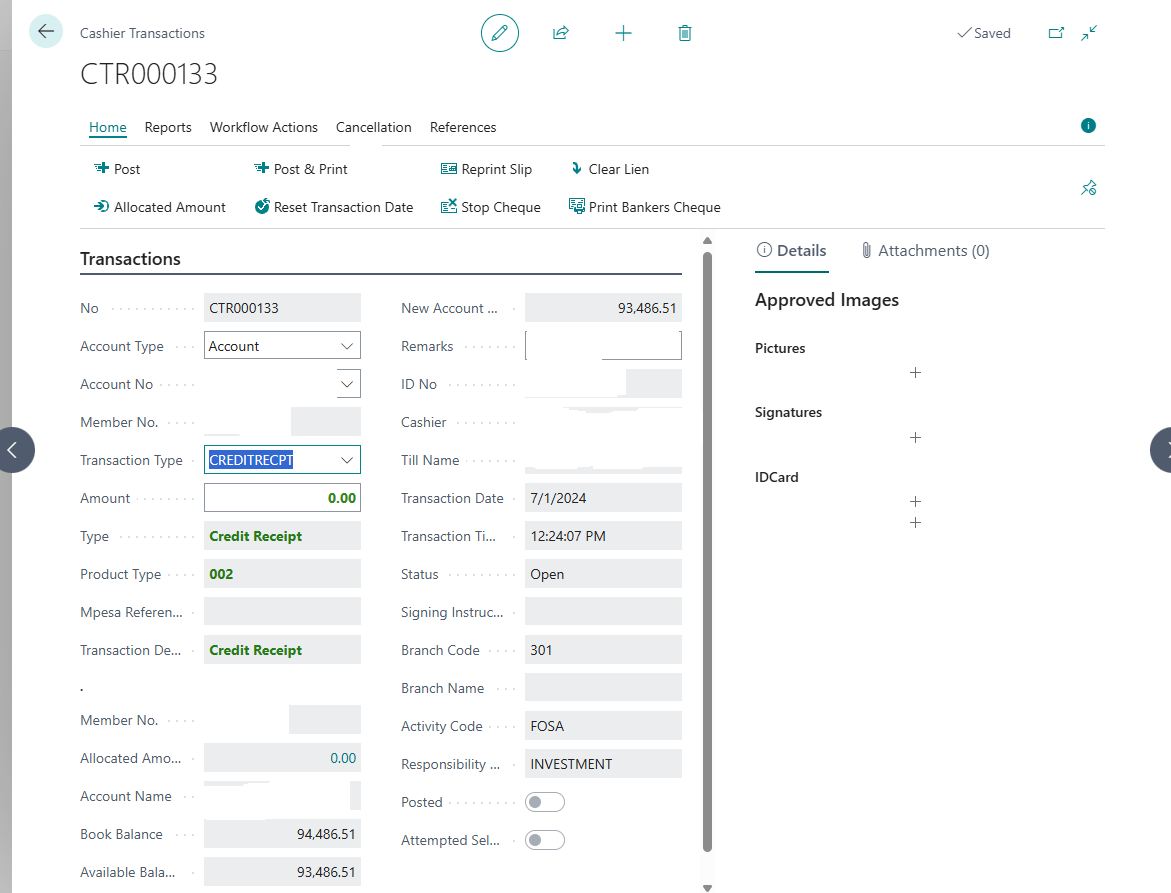 Cashier Transactions
Saved
CTR000133
Home Reports Workflow Actions Cancellation References
Post Post & Print Reprint Slip Clear Lien
Allocated Amount Reset Transaction Date Stop Cheque Print Bankers Cheque
Transactions
No CTR000133
Account Type Account
Account No
Member No.
Transaction Type CREDITRECPT
Amount 0.00
Type Credit Receipt
Product Type 002
Mpesa Referen...
Transaction De... Credit Receipt
.
Member No.
Allocated Amo... 0.00
Account Name
Book Balance 94,486.51
Available Bala... 93,486.51
New Account ... 93,486.51
Remarks
ID No
Cashier
Till Name
Transaction Date 7/1/2024
Transaction Ti... 12:24:07 PM
Status Open
Signing Instruc...
Branch Code 301
Branch Name
Activity Code FOSA
Responsibility ... INVESTMENT
Posted
Attempted Sel...
Details Attachments (0)
Approved Images
Pictures
Signatures
IDCard